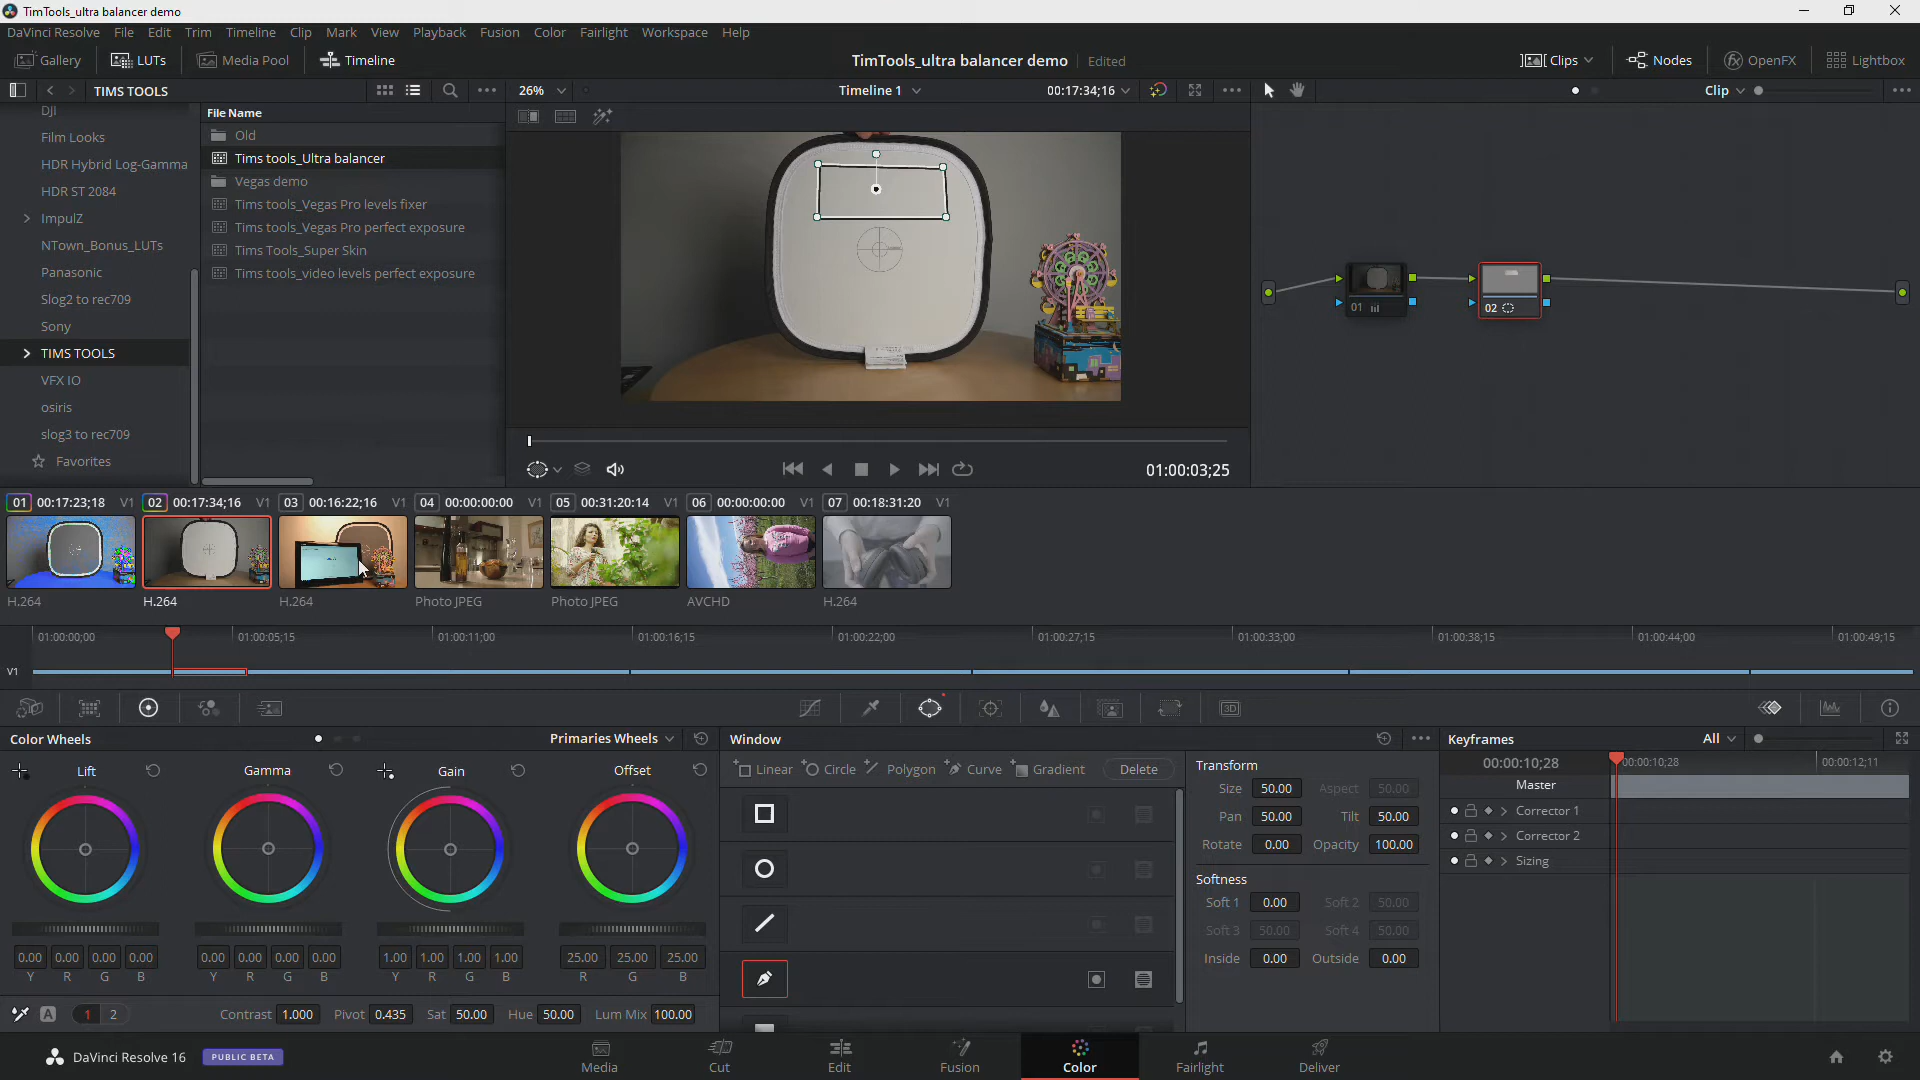 TimTools_ultra balancer demo
DaVinci Resolve File Edit Trim Timeline Clip Mark View Playback Fusion Color Fairlight Workspace Help
Gallery LUTs Media Pool Timeline TimTools_ultra balancer demo Edited Clips Nodes OpenFX Lightbox
TIMS TOOLS 26% Timeline 1 00:17:34;16 Clip
DJI
Film Looks
HDR Hybrid Log-Gamma
HDR ST 2084
ImpulZ
NTown_Bonus_LUTs
Panasonic
Slog2 to rec709
Sony
TIMS TOOLS
VFX IO
osiris
slog3 to rec709
Favorites
File Name
Old
Tims tools_Ultra balancer
Vegas demo
Tims tools_Vegas Pro levels fixer
Tims tools_Vegas Pro perfect exposure
Tims Tools_Super Skin
Tims tools_video levels perfect exposure
01 02
01:00:03;25
01 00:17:23;18 V1 02 00:17:34;16 V1 03 00:16:22;16 V1 04 00:00:00:00 V1 05 00:31:20:14 V1 06 00:00:00:00 V1 07 00:18:31:20 V1
H.264 H.264 H.264 Photo JPEG Photo JPEG AVCHD H.264
01:00:00;00 01:00:05;15 01:00:11;00 01:00:16;15 01:00:22;00 01:00:27;15 01:00:33;00 01:00:38;15 01:00:44;00 01:00:49;15
V1
3D
Color Wheels Primaries Wheels
Lift Gamma Gain Offset
0.00 0.00 0.00 0.00 0.00 0.00 0.00 0.00 1.00 1.00 1.00 1.00 25.00 25.00 25.00
Y R G B Y R G B Y R G B R G B
A 1 2 Contrast 1.000 Pivot 0.435 Sat 50.00 Hue 50.00 Lum Mix 100.00
Window
Linear Circle Polygon Curve Gradient Delete
Transform
Size 50.00 Aspect 50.00
Pan 50.00 Tilt 50.00
Rotate 0.00 Opacity 100.00
Softness
Soft 1 0.00 Soft 2 50.00
Soft 3 50.00 Soft 4 50.00
Inside 0.00 Outside 0.00
Keyframes All
00:00:10;28 00:00:10;28 00:00:12;11
Master
Corrector 1
Corrector 2
Sizing
DaVinci Resolve 16 PUBLIC BETA
Media Cut Edit Fusion Color Fairlight Deliver